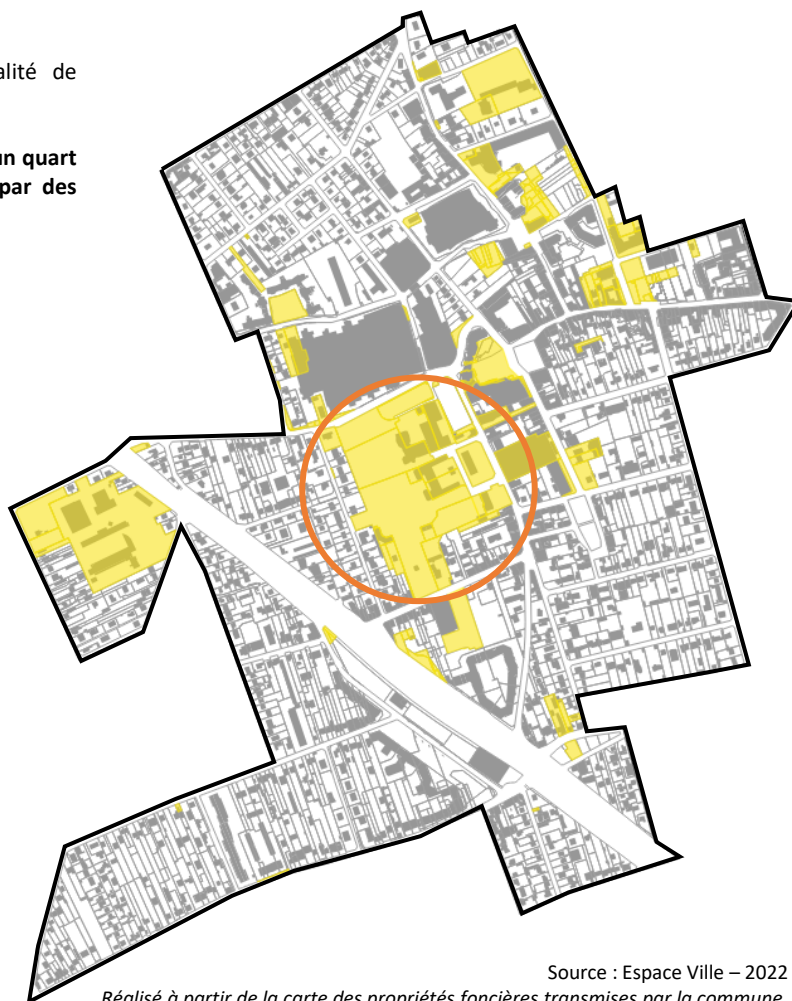 alité de
un quart
par des
Source : Espace Ville – 2022
Réalisé à partir de la carte des propriétés foncières transmises par la commune